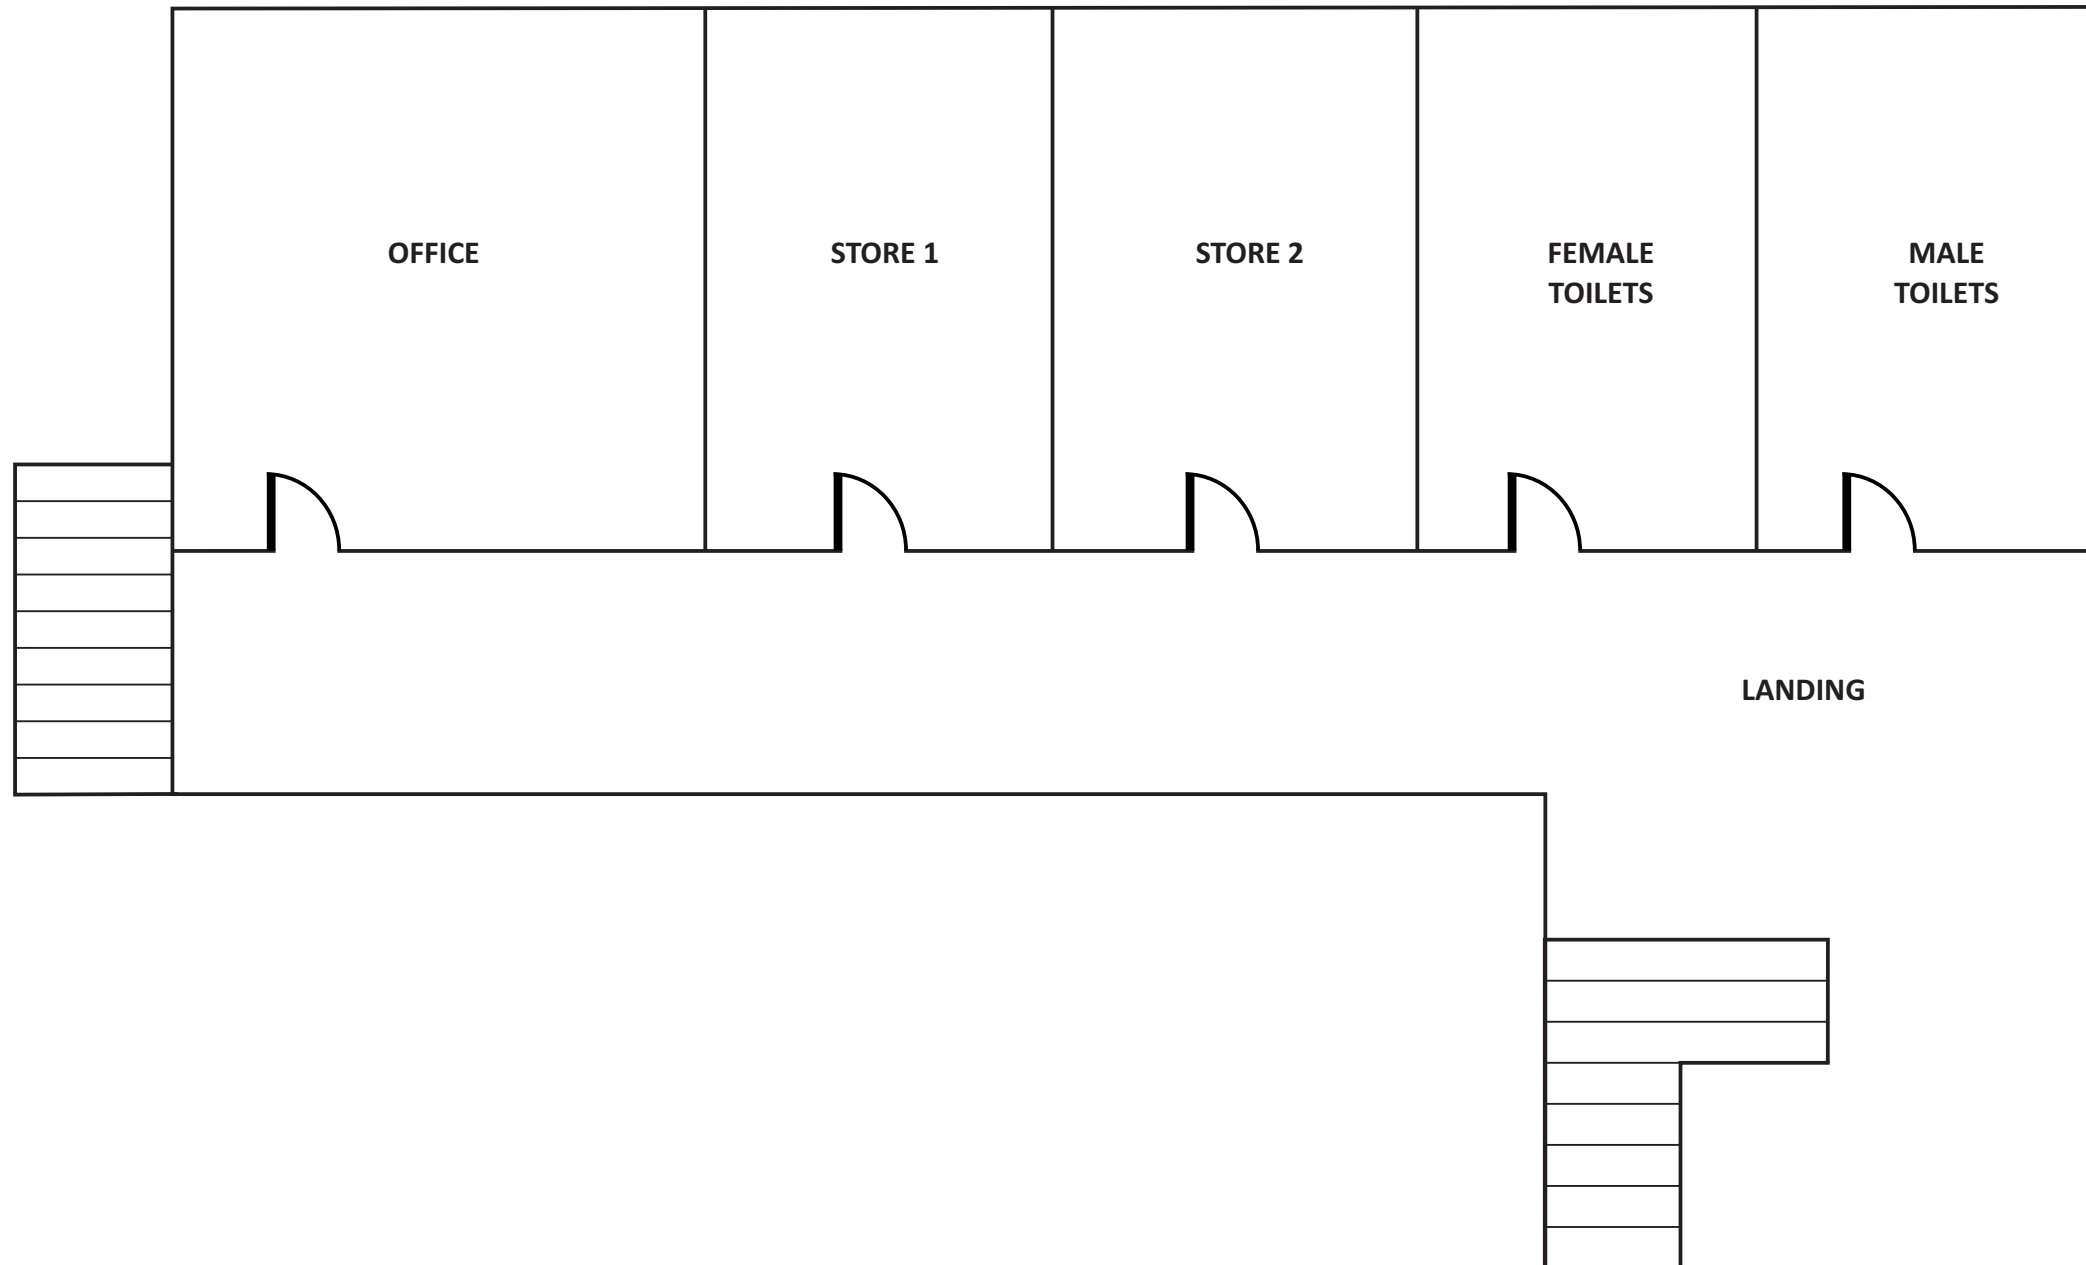 OFFICE
STORE 1
STORE 2
FEMALE
TOILETS
MALE
TOILETS
LANDING